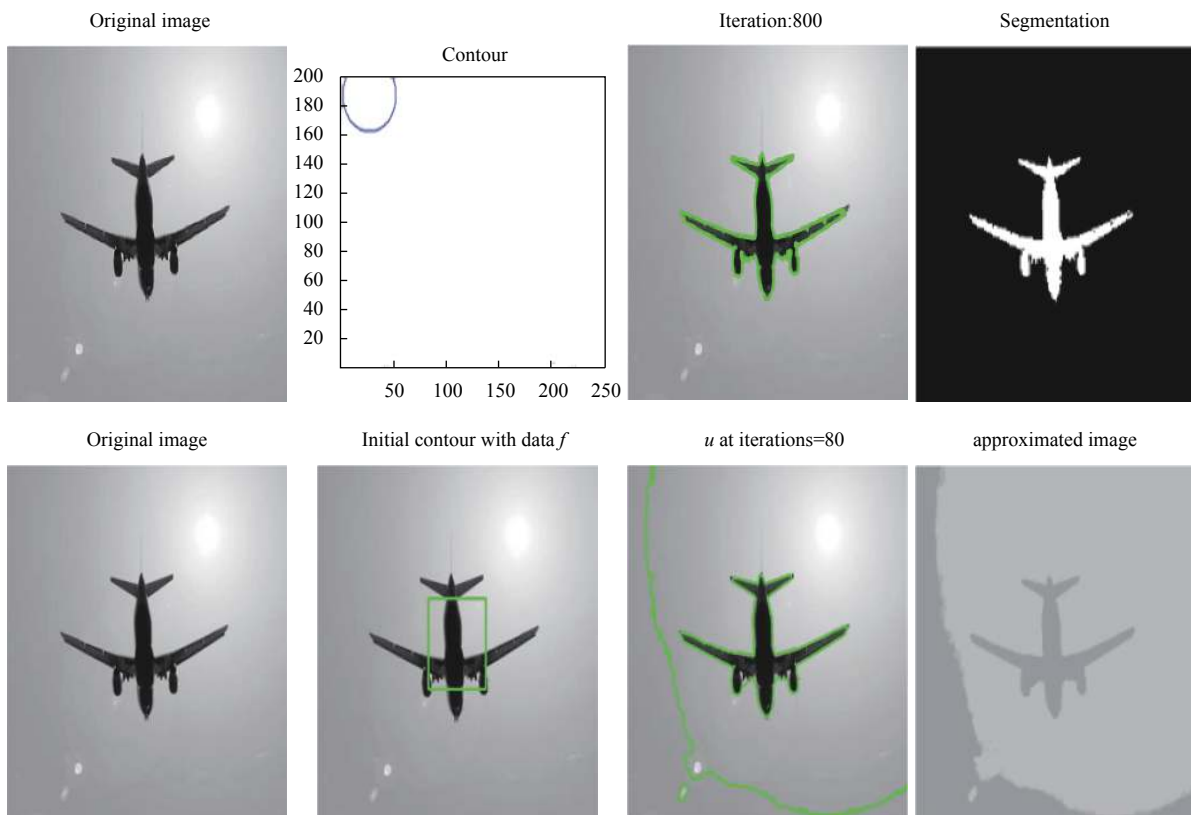 Original image
Contour
Iteration:800
Segmentation
200
180
160
140
120
100
80
60
40
20
50 100 150 200 250
Original image
Initial contour with data f
u at iterations=80
approximated image